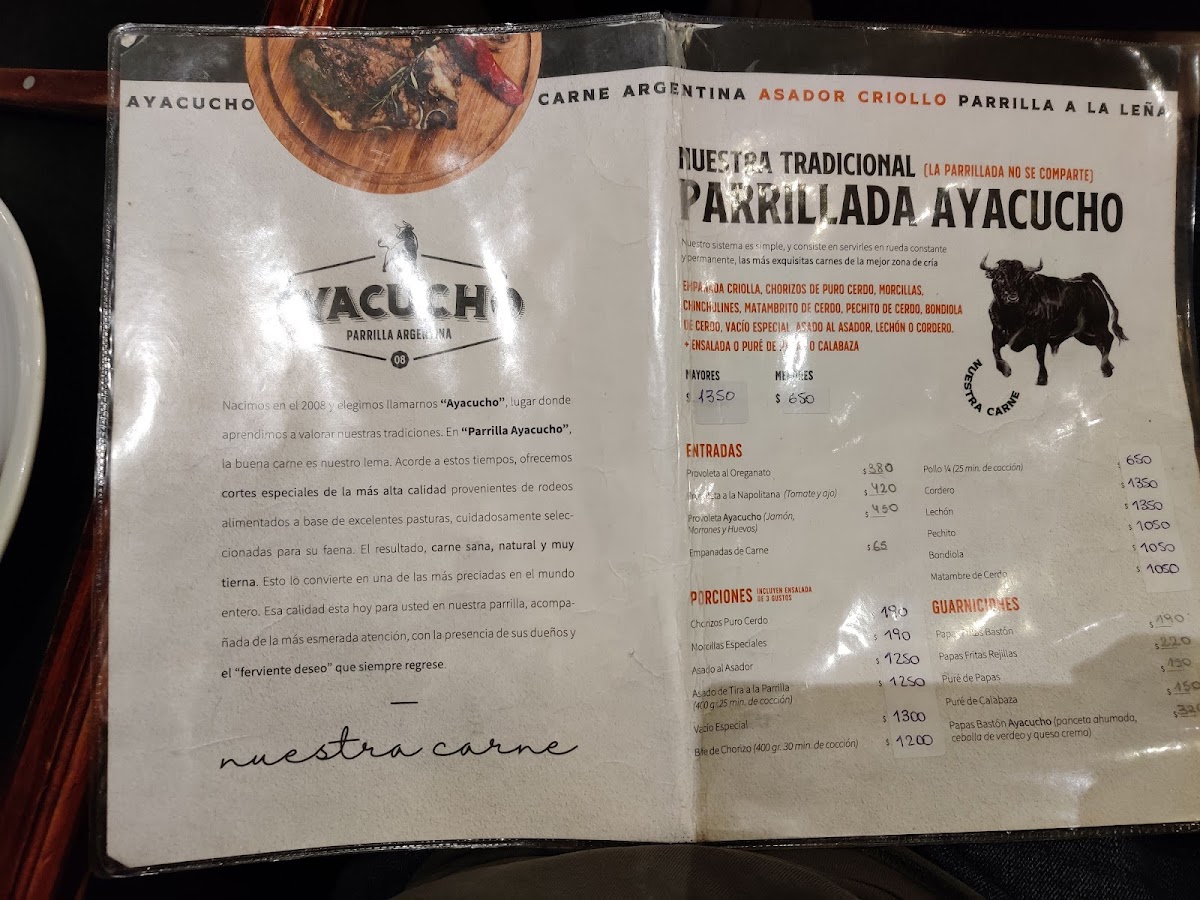 AYACUCHO CARNE ARGENTINA ASADOR CRIOLLO PARRILLA A LA LEÑA
YACUCHO
PARRILLA ARGENTINA
08
Nacimos en el 2008 y elegimos llamarnos “Ayacucho”, lugar donde
aprendimos a valorar nuestras tradiciones. En “Parrilla Ayacucho”,
la buena carne es nuestro lema. Acorde a estos tiempos, ofrecemos
cortes especiales de la más alta calidad provenientes de rodeos
alimentados a base de excelentes pasturas, cuidadosamente selec-
cionadas para su faena. El resultado, carne sana, natural y muy
tierna. Esto lo convierte en una de las más preciadas en el mundo
entero. Esa calidad esta hoy para usted en nuestra parrilla, acompa-
ñada de la más esmerada atención, con la presencia de sus dueños y
el “ferviente deseo” que siempre regrese.
nuestra carne
NUESTRA TRADICIONAL (LA PARRILLADA NO SE COMPARTE)
PARRILLADA AYACUCHO
Nuestro sistema es simple, y consiste en servirles en rueda constante
y permanente, las más exquisitas carnes de la mejor zona de cria
EMPANADA CRIOLLA, CHORIZOS DE PURO CERDO, MORCILLAS,
CHINCHULINES, MATAMBRITO DE CERDO, PECHITO DE CERDO, BONDIOLA
DE CERDO, VACÍO ESPECIAL, ASADO AL ASADOR, LECHÓN O CORDERO.
+ ENSALADA O PURÉ DE O CALABAZA
NUESTRA CARNE
MAYORES
$ 1350
MENORES
$ 650
ENTRADAS
Provoleta al Oreganato $ 380
a la Napolitana (Tomate y ajo) $ 420
Provoleta Ayacucho (Jamón, $ 450
Morrones y Huevos)
Empanadas de Carne $ 65
PORCIONES INCLUYEN ENSALADA
DE 3 GUSTOS
Chorizos Puro Cerdo 190
Morcillas Especiales $ 190
Asado al Asador $ 1250
Asado de Tira a la Parrilla $ 1250
(400 g. 25 min. de cocción)
Vacío Especial $ 1300
Bife de Chorizo (400 gr. 30 min. de cocción) $ 1200
Pollo ¼ (25 min. de cocción) $ 650
Cordero $ 1350
Lechón $ 1350
Pechito $ 1050
Bondiola $ 1050
Matambre de Cerdo $ 1050
GUARNICIONES
Papas Fritas Bastón $ 190
Papas Fritas Rejillas $ 220
Puré de Papas $ 190
Puré de Calabaza $ 150
Papas Bastón Ayacucho (panceta ahumada, $
cebolla de verdeo y queso crema)